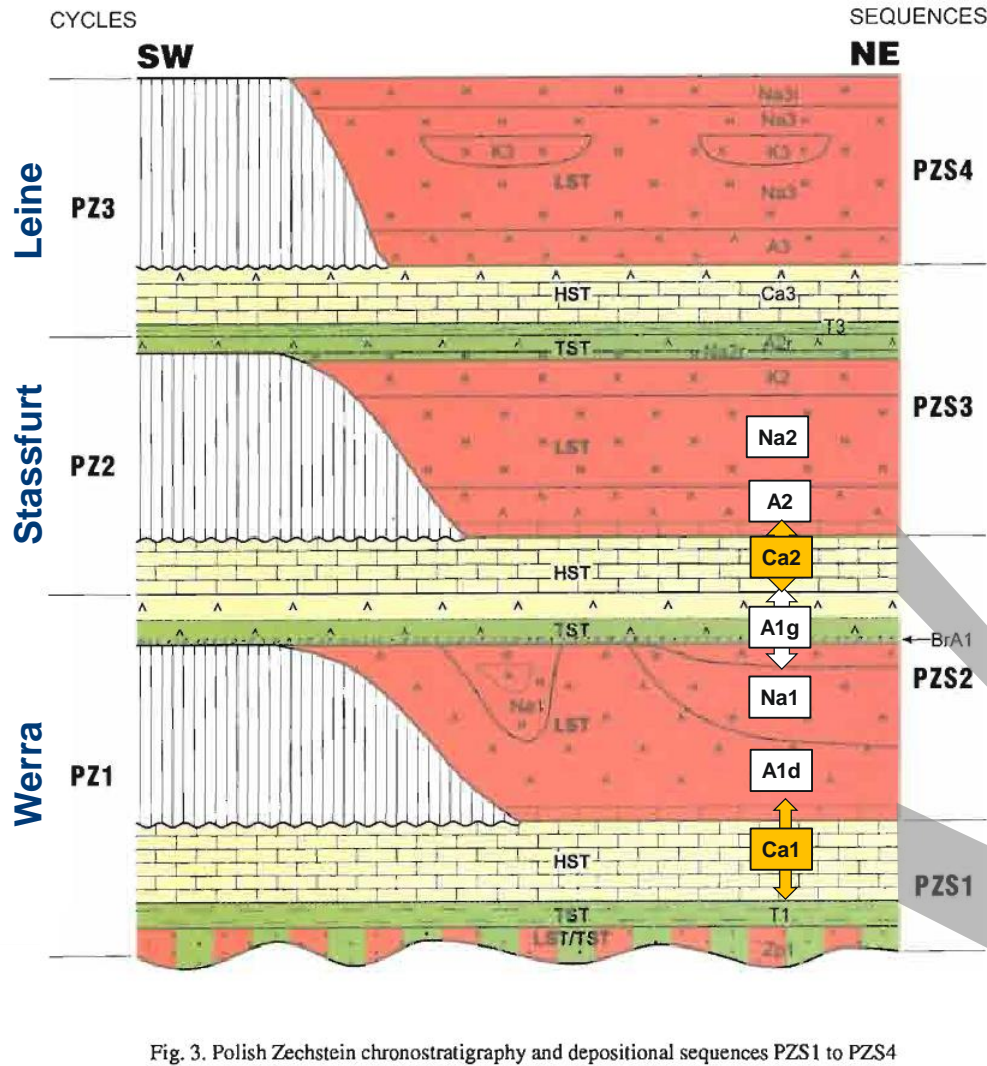 CYCLES
SEQUENCES
SW
NE
Leine
PZ3
Na3t
Na3
K3
K3
LST
Na3
A3
PZS4
HST
Ca3
T3
TST
A2r
Na2r
Stassfurt
PZ2
K2
PZS3
Na2
LST
A2
Ca2
HST
TST
A1g
BrA1
PZS2
Werra
PZ1
Na1
Na1
LST
A1d
HST
Ca1
PZS1
TST
T1
LST/TST
Zp1
Fig. 3. Polish Zechstein chronostratigraphy and depositional sequences PZS1 to PZS4